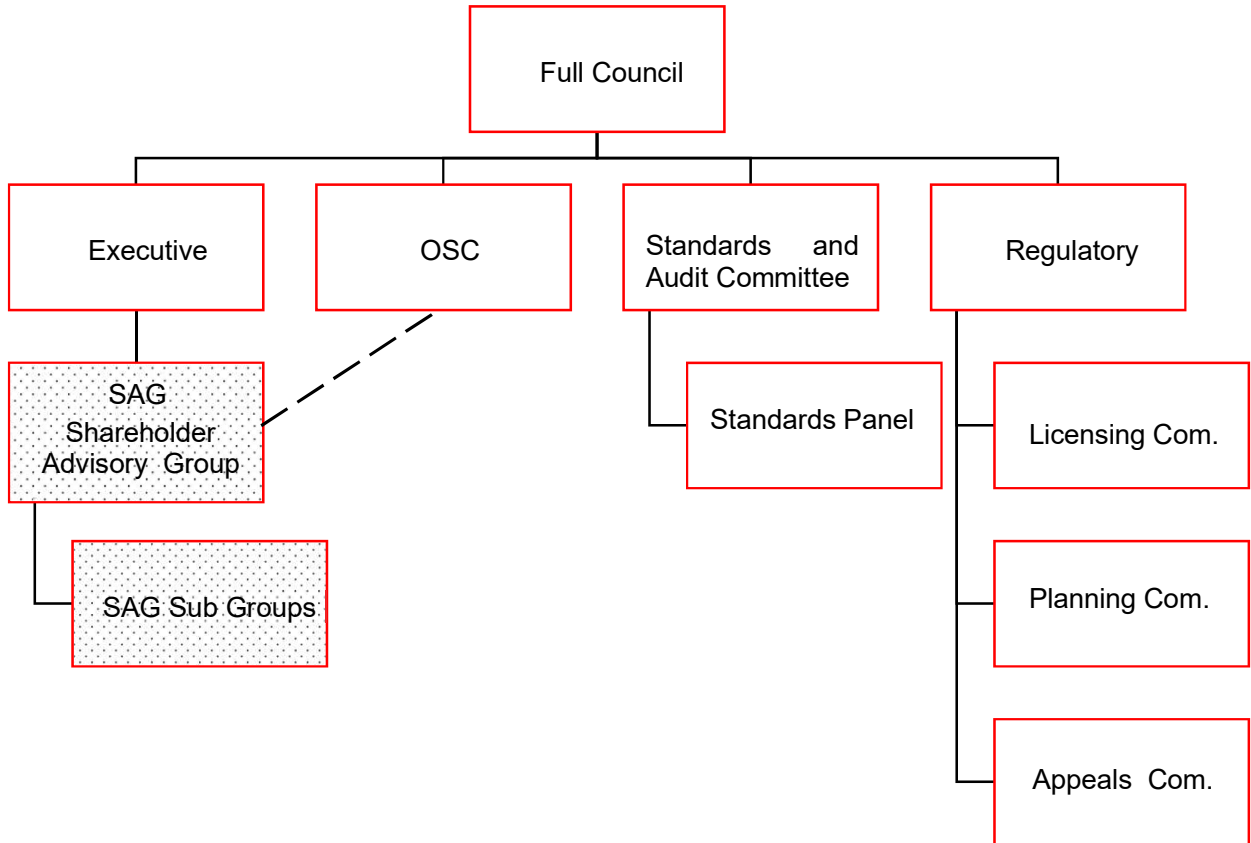 Full Council
Executive
OSC
Standards and
Audit Committee
Regulatory
SAG
Shareholder
Advisory Group
Standards Panel
Licensing Com.
SAG Sub Groups
Planning Com.
Appeals Com.